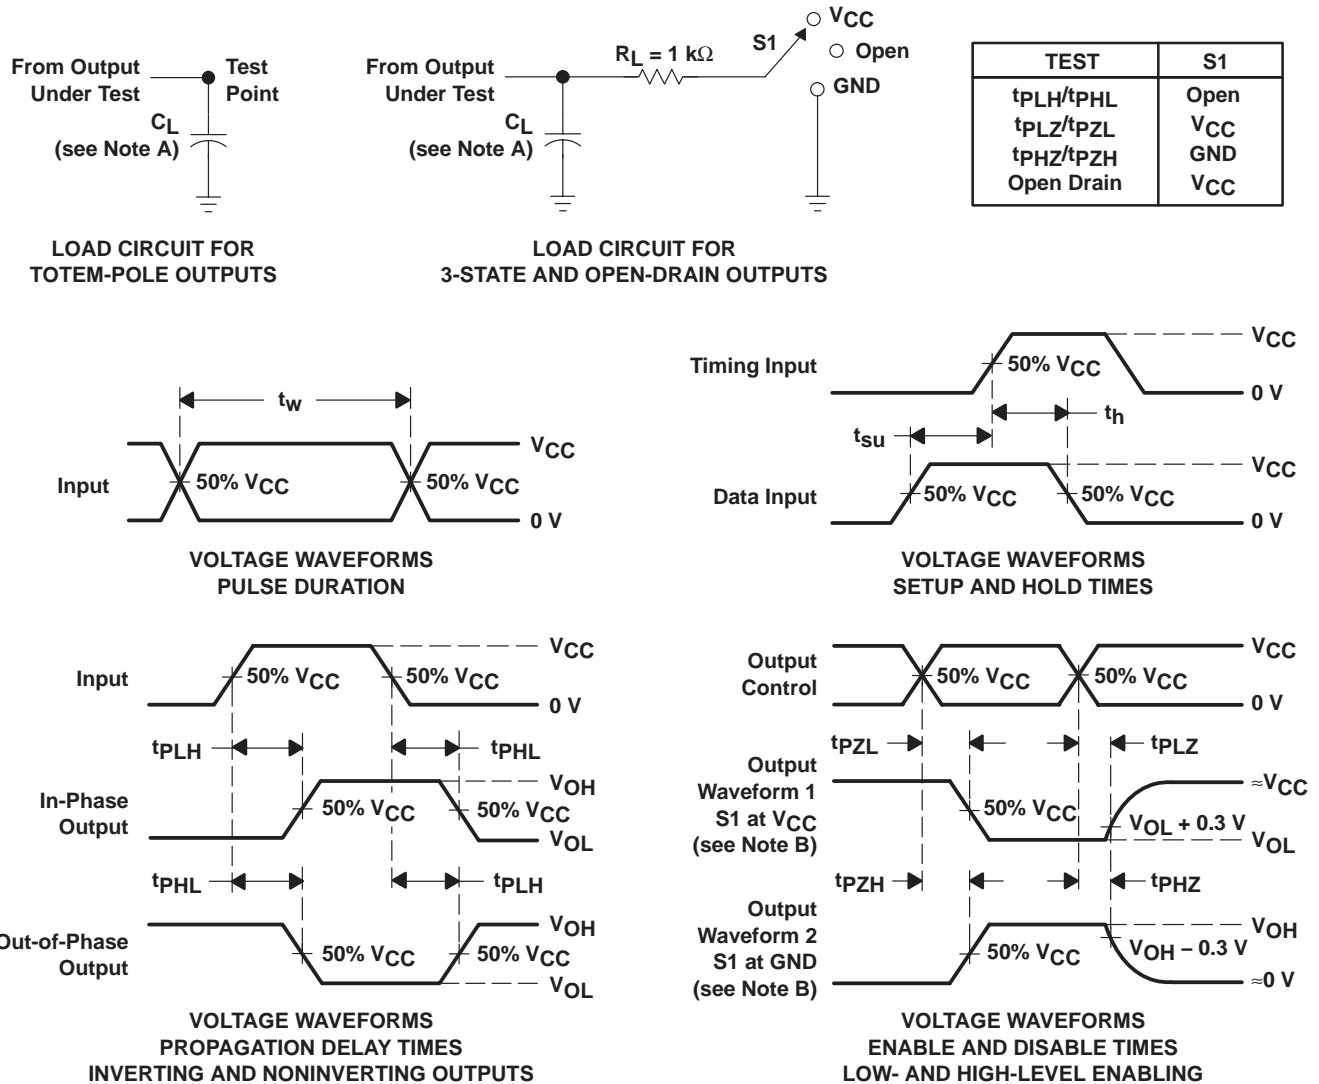 From Output
Under Test
Test
Point
CL
(see Note A)
LOAD CIRCUIT FOR
TOTEM-POLE OUTPUTS
From Output
Under Test
RL = 1 kΩ
S1
VCC
Open
GND
CL
(see Note A)
LOAD CIRCUIT FOR
3-STATE AND OPEN-DRAIN OUTPUTS
TEST S1
tPLH/tPHL Open
tPLZ/tPZL VCC
tPHZ/tPZH GND
Open Drain VCC
tw
Input
50% VCC
50% VCC
VCC
0 V
VOLTAGE WAVEFORMS
PULSE DURATION
Timing Input
50% VCC
VCC
0 V
tsu
th
Data Input
50% VCC
50% VCC
VCC
0 V
VOLTAGE WAVEFORMS
SETUP AND HOLD TIMES
Input
50% VCC
50% VCC
VCC
0 V
tPLH
tPHL
In-Phase
Output
50% VCC
50% VCC
VOH
VOL
tPHL
tPLH
Out-of-Phase
Output
50% VCC
50% VCC
VOH
VOL
VOLTAGE WAVEFORMS
PROPAGATION DELAY TIMES
INVERTING AND NONINVERTING OUTPUTS
Output
Control
50% VCC
50% VCC
VCC
0 V
tPZL
tPLZ
Output
Waveform 1
S1 at VCC
(see Note B)
50% VCC
VOL + 0.3 V
≈VCC
VOL
tPZH
tPHZ
Output
Waveform 2
S1 at GND
(see Note B)
50% VCC
VOH − 0.3 V
VOH
≈0 V
VOLTAGE WAVEFORMS
ENABLE AND DISABLE TIMES
LOW- AND HIGH-LEVEL ENABLING